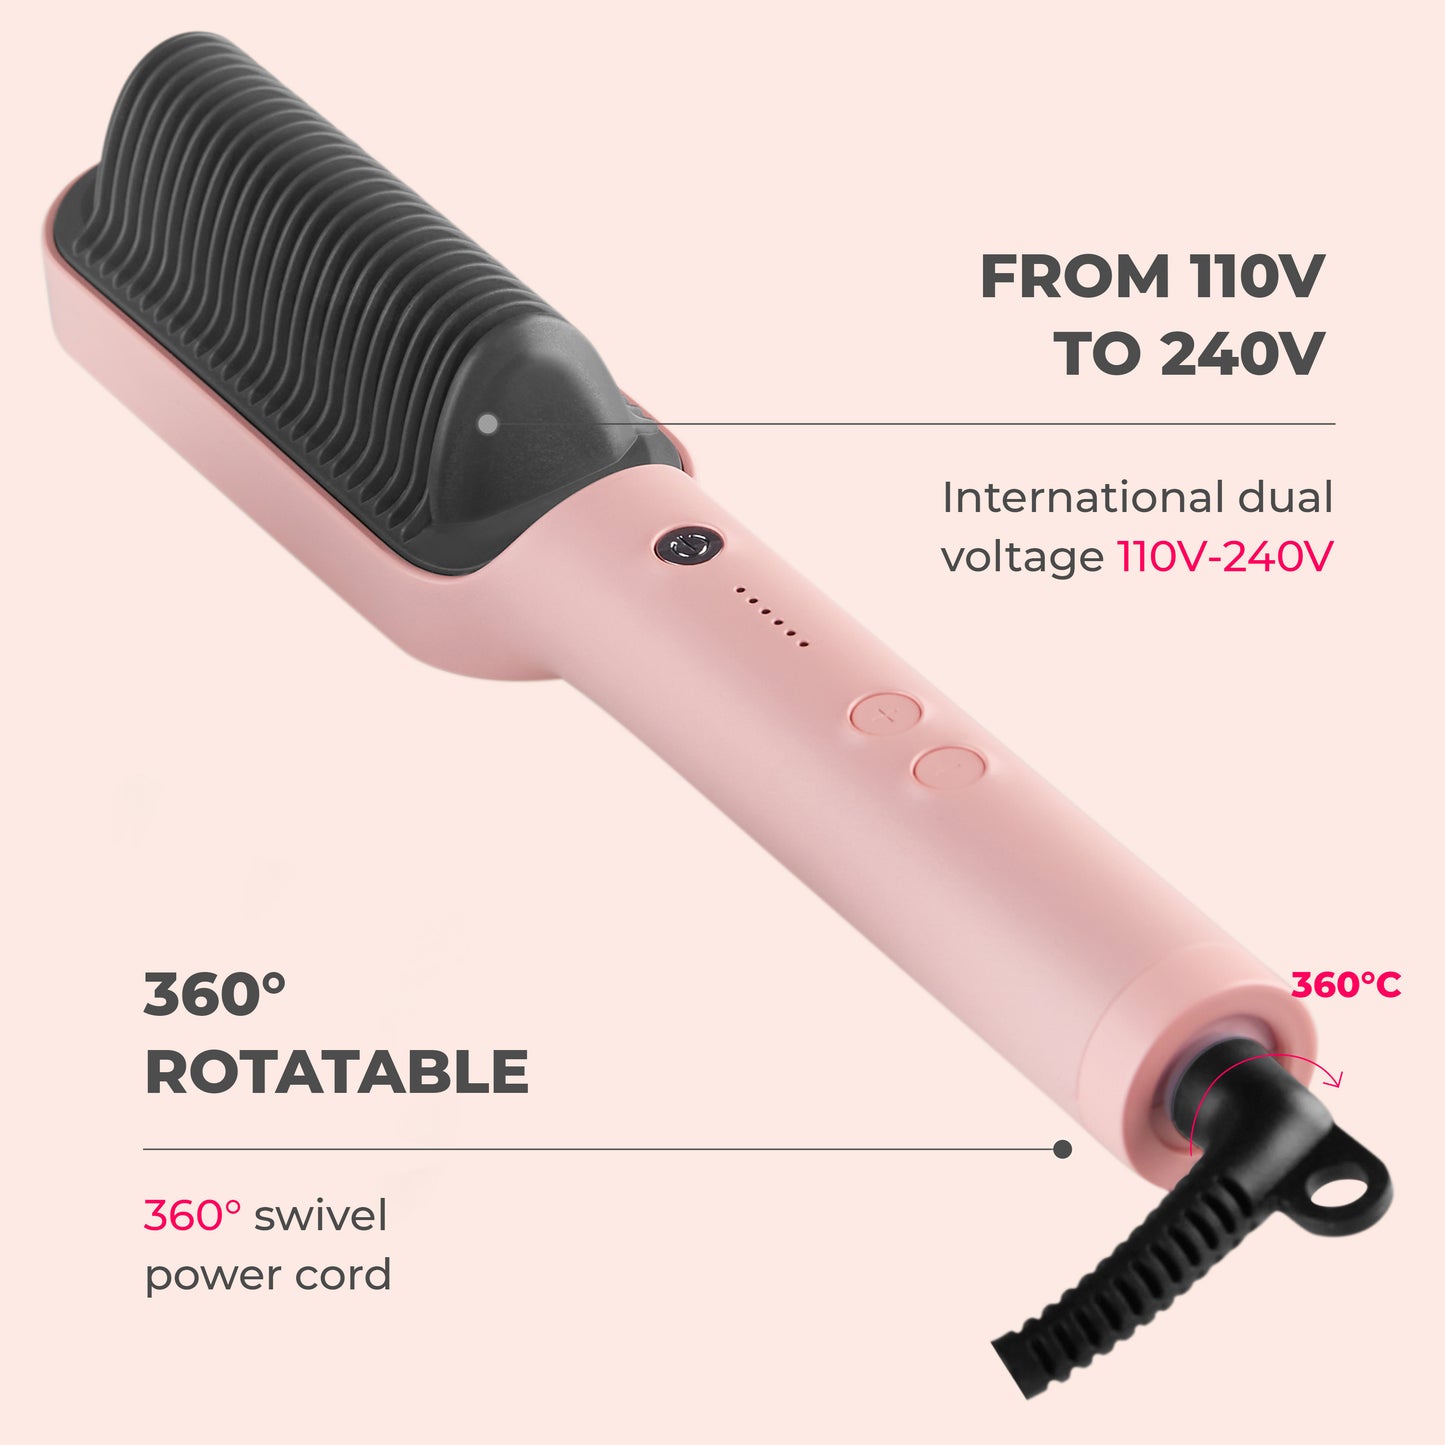 FROM 110V
TO 240V
International dual
voltage 110V-240V
360°
ROTATABLE
360° swivel
power cord
360°C